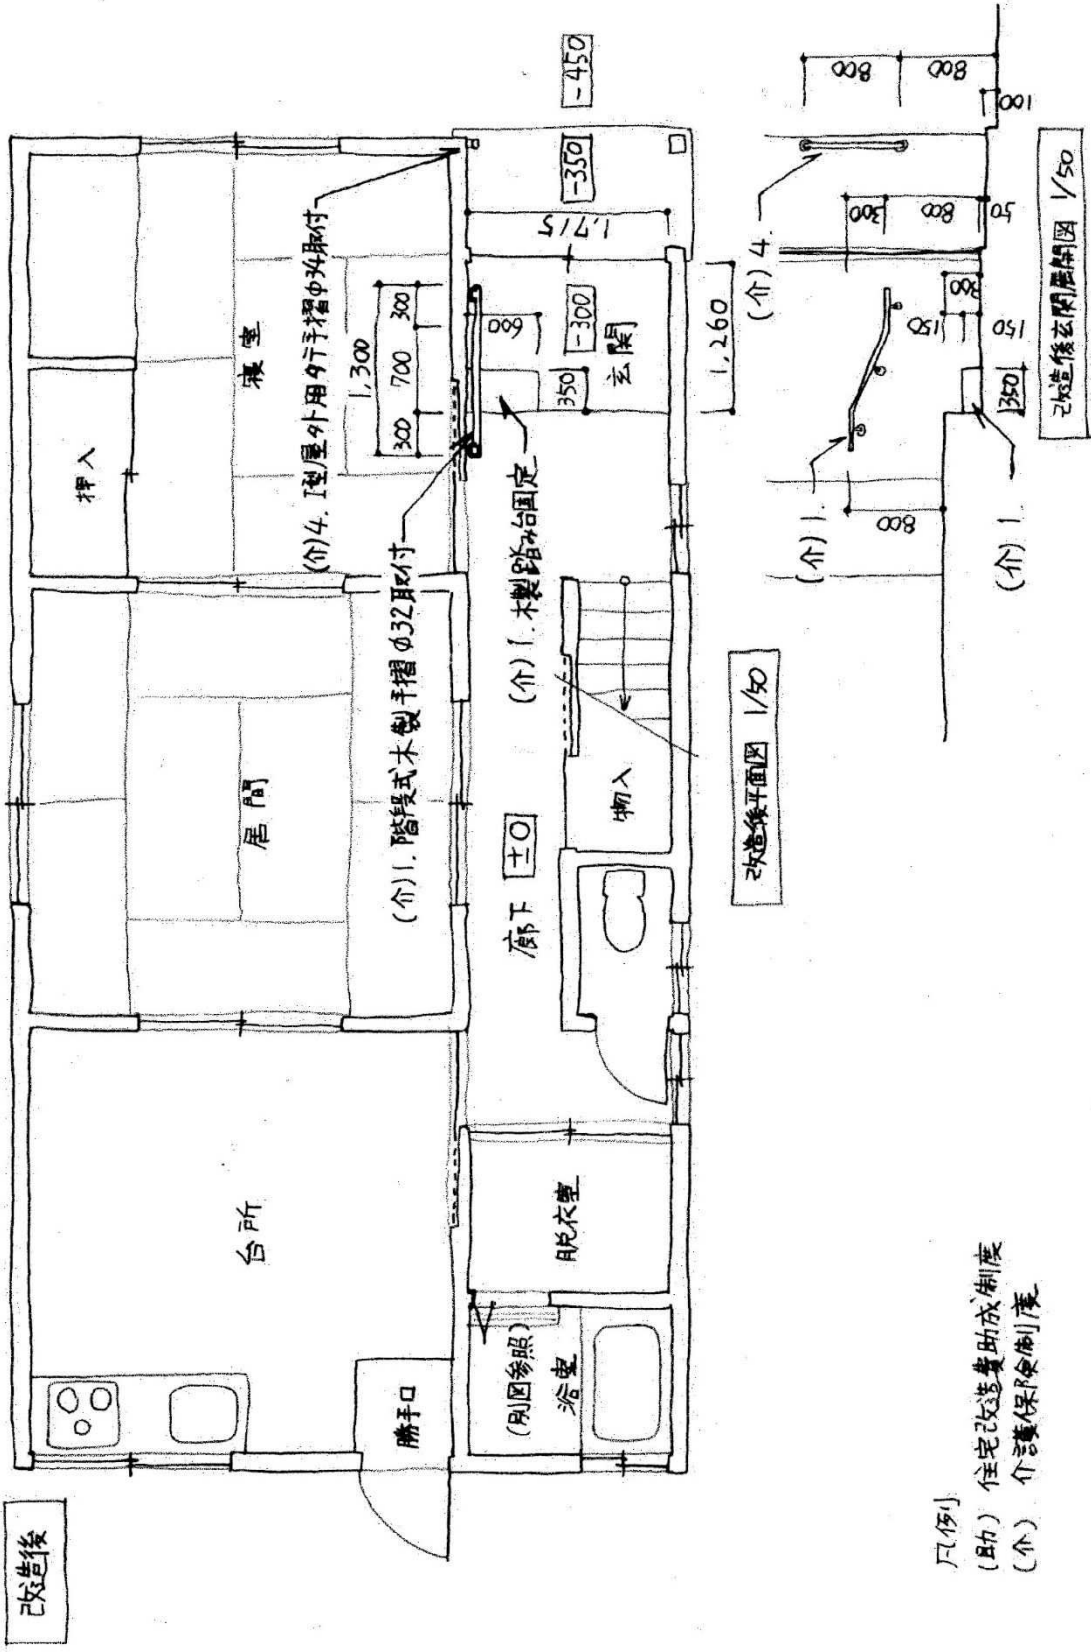 改造後
押入
寝室
居間
台所
勝手口
(介)4. I型屋外用タテ手摺φ34取付
1,300
300
700
300
(介)1. 階段式木製手摺φ32取付
(介)1. 木製踏み台固定
600
350
-300
玄関
1,715
-350
-450
1,260
廊下
±0
物入
脱衣室
(別図参照)
浴室
改造後平面図 1/50
(介)4.
800
800
100
300
800
50
300
150
150
350
(介)1.
800
(介)1.
改造後玄関展開図 1/50
凡例
(助) 住宅改造費助成制度
(介) 介護保険制度